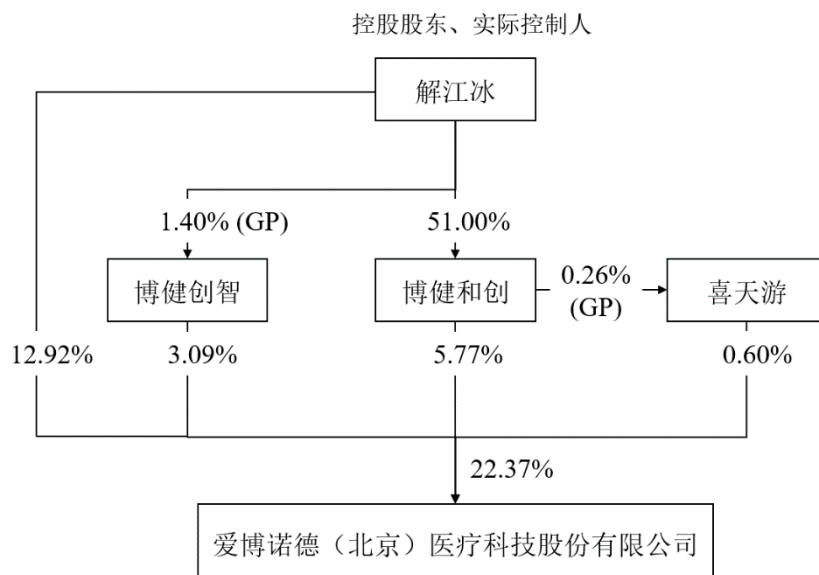 控股股东、实际控制人
解江冰
1.40% (GP)
51.00%
博健创智
博健和创
0.26%
(GP)
喜天游
12.92%
3.09%
5.77%
0.60%
22.37%
爱博诺德（北京）医疗科技股份有限公司